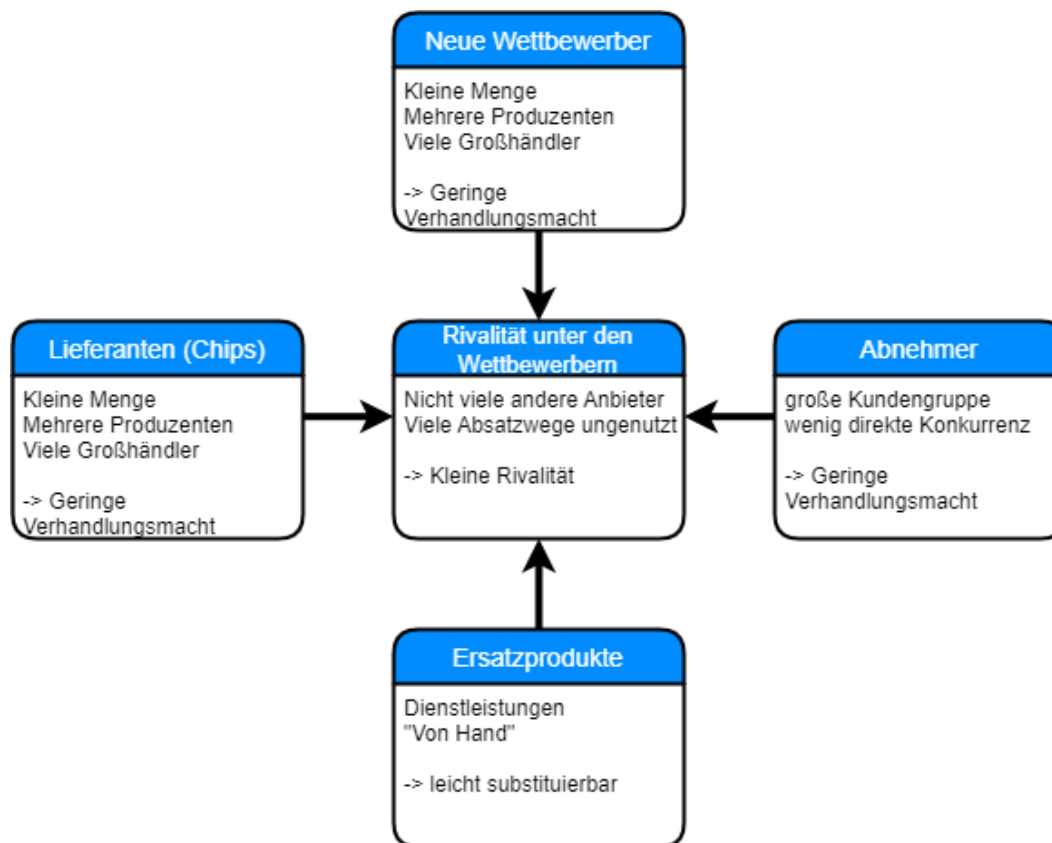 Neue Wettbewerber
Kleine Menge
Mehrere Produzenten
Viele Großhändler
-> Geringe
Verhandlungsmacht
Lieferanten (Chips)
Kleine Menge
Mehrere Produzenten
Viele Großhändler
-> Geringe
Verhandlungsmacht
Rivalität unter den
Wettbewerbern
Nicht viele andere Anbieter
Viele Absatzwege ungenutzt
-> Kleine Rivalität
Abnehmer
große Kundengruppe
wenig direkte Konkurrenz
-> Geringe
Verhandlungsmacht
Ersatzprodukte
Dienstleistungen
"Von Hand"
-> leicht substituierbar